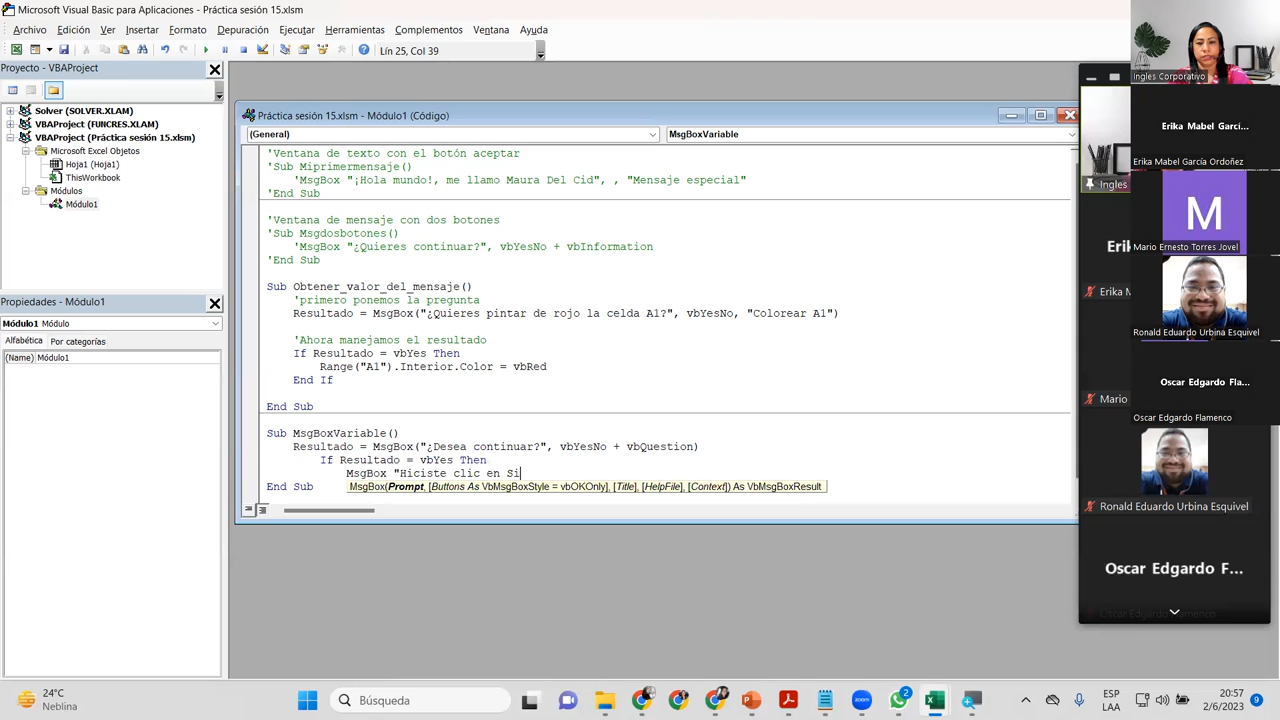 Microsoft Visual Basic para Aplicaciones - Práctica sesión 15.xlsm
Archivo Edición Ver Insertar Formato Depuración Ejecutar Herramientas Complementos Ventana Ayuda
Lín 25, Col 39
Proyecto - VBAProject
Solver (SOLVER.XLAM)
VBAProject (FUNCRES.XLAM)
VBAProject (Práctica sesión 15.xlsm)
Microsoft Excel Objetos
Hoja1 (Hoja1)
ThisWorkbook
Módulos
Módulo1
Propiedades - Módulo1
Módulo1 Módulo
Alfabética Por categorías
(Name) Módulo1
Práctica sesión 15.xlsm - Módulo1 (Código)
(General) MsgBoxVariable
'Ventana de texto con el botón aceptar
'Sub Miprimermensaje()
'MsgBox "¡Hola mundo!, me llamo Maura Del Cid", , "Mensaje especial"
'End Sub
'Ventana de mensaje con dos botones
'Sub Msgdosbotones()
'MsgBox "¿Quieres continuar?", vbYesNo + vbInformation
'End Sub
Sub Obtener_valor_del_mensaje()
'primero ponemos la pregunta
Resultado = MsgBox("¿Quieres pintar de rojo la celda A1?", vbYesNo, "Colorear A1")
'Ahora manejamos el resultado
If Resultado = vbYes Then
Range("A1").Interior.Color = vbRed
End If
End Sub
Sub MsgBoxVariable()
Resultado = MsgBox("¿Desea continuar?", vbYesNo + vbQuestion)
If Resultado = vbYes Then
MsgBox "Hiciste clic en Si
End Sub
MsgBox(Prompt, [Buttons As VbMsgBoxStyle = vbOKOnly], [Title], [HelpFile], [Context]) As VbMsgBoxResult
Ingles Corporativo
Erika Mabel Garcí...
Erika Mabel García Ordoñez
Ingles
M
Mario Ernesto Torres Jovel
Erik
Erika M
Ronald Eduardo Urbina Esquivel
Oscar Edgardo Fla...
Mario
Oscar Edgardo Flamenco
Ronald Eduardo Urbina Esquivel
Oscar Edgardo F...
Oscar Edgardo Flamenco
24°C
Neblina
Búsqueda
2
ESP
LAA
20:57
2/6/2023
9